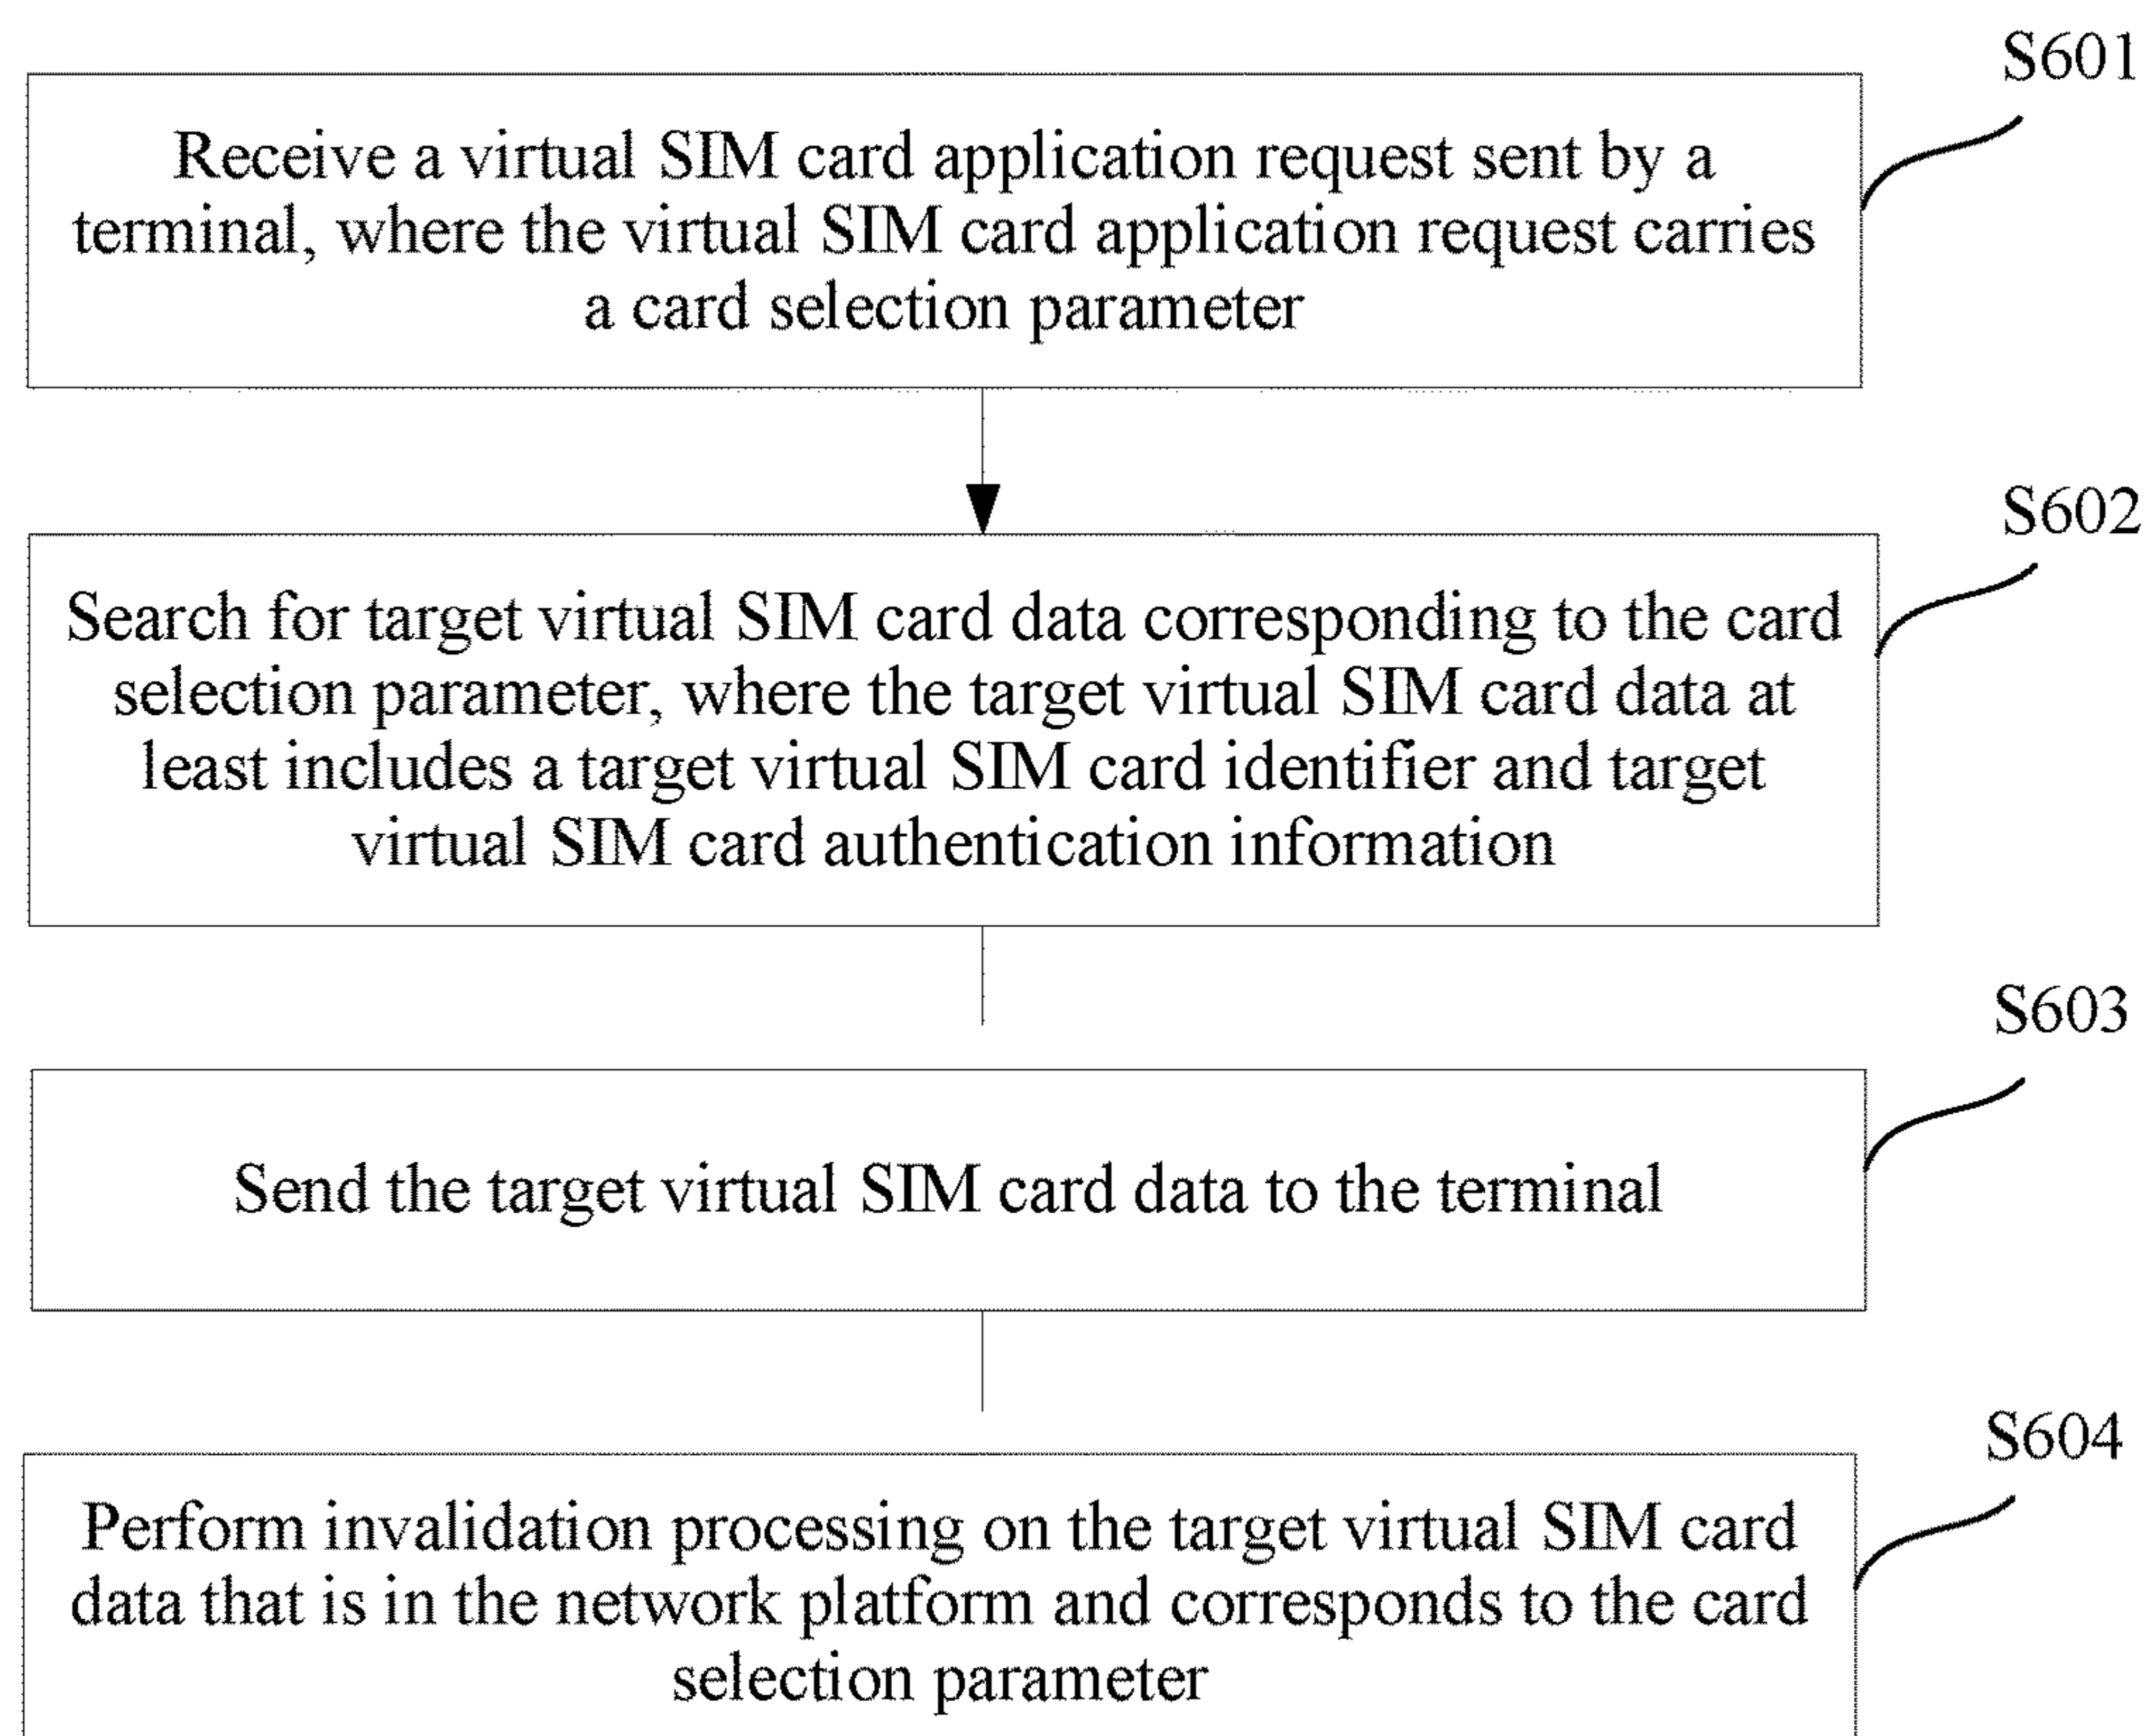 S601
Receive a virtual SIM card application request sent by a
terminal, where the virtual SIM card application request carries
a card selection parameter
S602
Search for target virtual SIM card data corresponding to the card
selection parameter, where the target virtual SIM card data at
least includes a target virtual SIM card identifier and target
virtual SIM card authentication information
S603
Send the target virtual SIM card data to the terminal
S604
Perform invalidation processing on the target virtual SIM card
data that is in the network platform and corresponds to the card
selection parameter